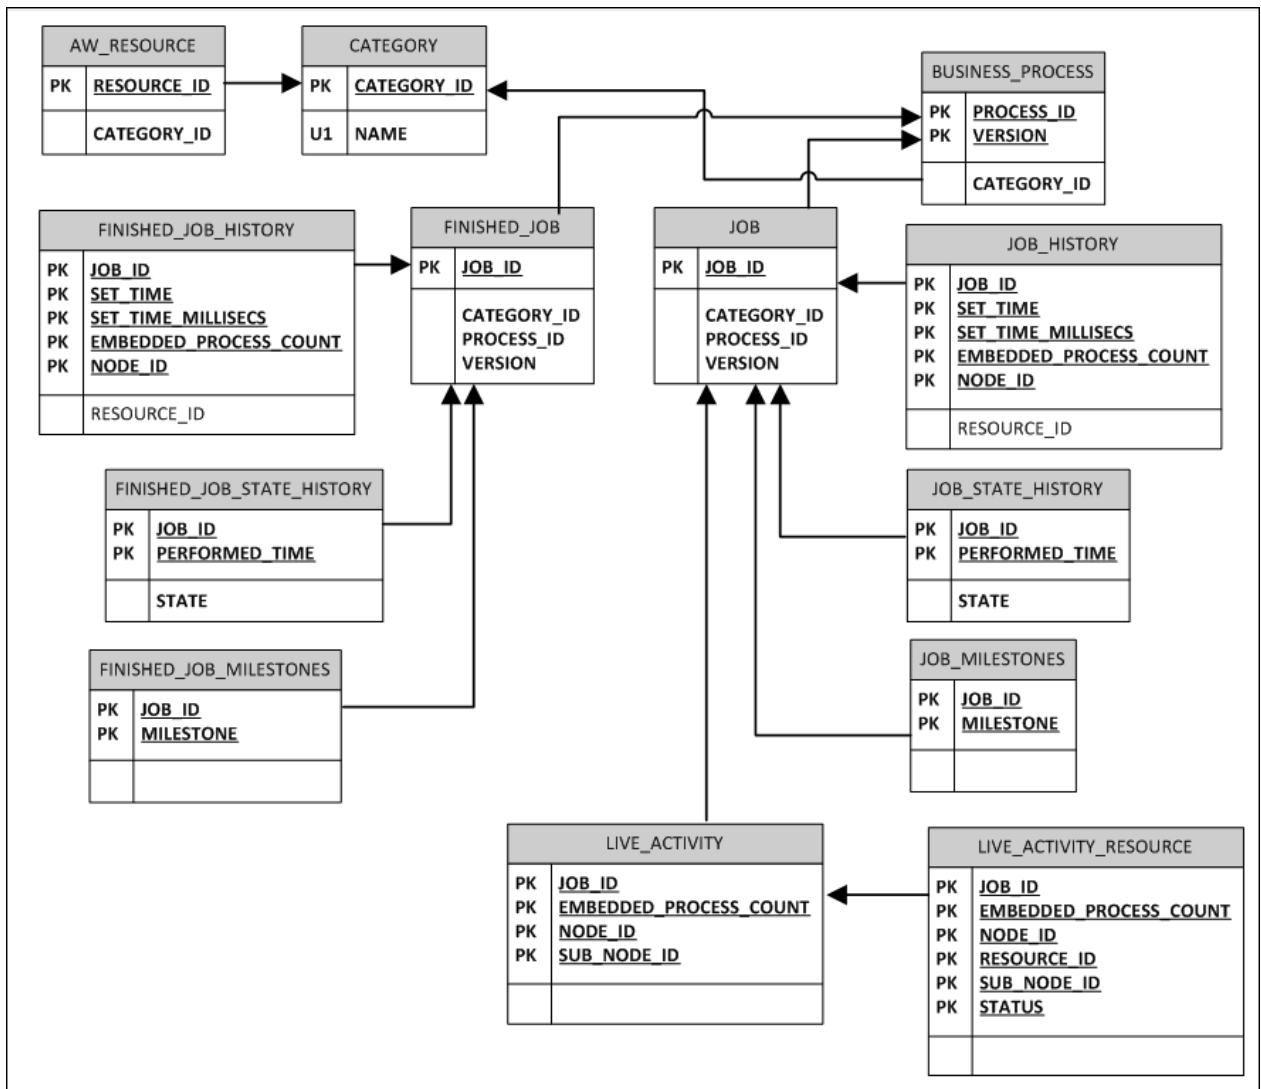 AW_RESOURCE
PK RESOURCE_ID
CATEGORY_ID
CATEGORY
PK CATEGORY_ID
U1 NAME
BUSINESS_PROCESS
PK PROCESS_ID
PK VERSION
CATEGORY_ID
FINISHED_JOB_HISTORY
PK JOB_ID
PK SET_TIME
PK SET_TIME_MILLISECS
PK EMBEDDED_PROCESS_COUNT
PK NODE_ID
RESOURCE_ID
FINISHED_JOB
PK JOB_ID
CATEGORY_ID
PROCESS_ID
VERSION
JOB
PK JOB_ID
CATEGORY_ID
PROCESS_ID
VERSION
JOB_HISTORY
PK JOB_ID
PK SET_TIME
PK SET_TIME_MILLISECS
PK EMBEDDED_PROCESS_COUNT
PK NODE_ID
RESOURCE_ID
FINISHED_JOB_STATE_HISTORY
PK JOB_ID
PK PERFORMED_TIME
STATE
JOB_STATE_HISTORY
PK JOB_ID
PK PERFORMED_TIME
STATE
FINISHED_JOB_MILESTONES
PK JOB_ID
PK MILESTONE
JOB_MILESTONES
PK JOB_ID
PK MILESTONE
LIVE_ACTIVITY
PK JOB_ID
PK EMBEDDED_PROCESS_COUNT
PK NODE_ID
PK SUB_NODE_ID
LIVE_ACTIVITY_RESOURCE
PK JOB_ID
PK EMBEDDED_PROCESS_COUNT
PK NODE_ID
PK RESOURCE_ID
PK SUB_NODE_ID
PK STATUS